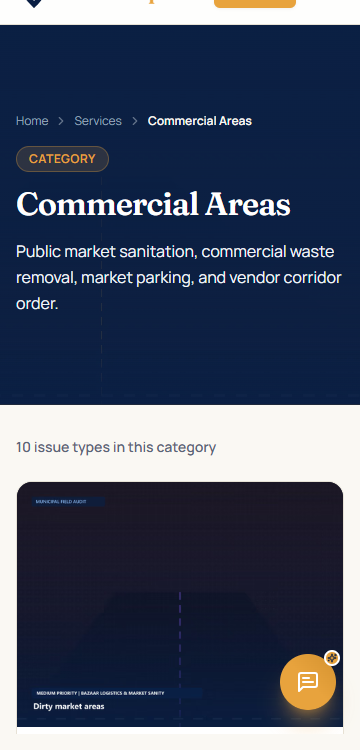 Home > Services > Commercial Areas
CATEGORY
Commercial Areas
Public market sanitation, commercial waste
removal, market parking, and vendor corridor
order.
10 issue types in this category
MUNICIPAL FIELD AUDIT
MEDIUM PRIORITY | BAZAAR LOGISTICS & MARKET SANITY
Dirty market areas